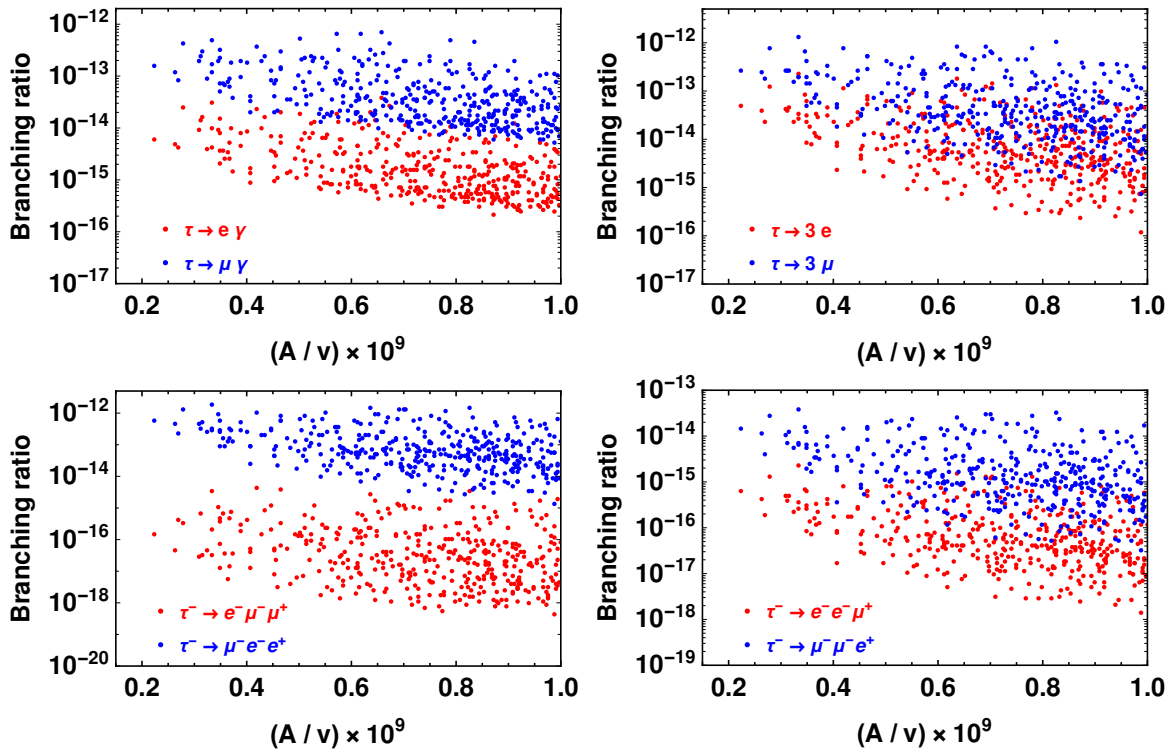 Branching ratio
10⁻¹²
10⁻¹³
10⁻¹⁴
10⁻¹⁵
10⁻¹⁶
10⁻¹⁷
τ → e γ
τ → μ γ
0.2 0.4 0.6 0.8 1.0
(A / v) × 10⁹
Branching ratio
10⁻¹²
10⁻¹³
10⁻¹⁴
10⁻¹⁵
10⁻¹⁶
10⁻¹⁷
τ → 3 e
τ → 3 μ
0.2 0.4 0.6 0.8 1.0
(A / v) × 10⁹
Branching ratio
10⁻¹²
10⁻¹⁴
10⁻¹⁶
10⁻¹⁸
10⁻²⁰
τ⁻ → e⁻ μ⁻ μ⁺
τ⁻ → μ⁻ e⁻ e⁺
0.2 0.4 0.6 0.8 1.0
(A / v) × 10⁹
Branching ratio
10⁻¹³
10⁻¹⁴
10⁻¹⁵
10⁻¹⁶
10⁻¹⁷
10⁻¹⁸
10⁻¹⁹
τ⁻ → e⁻ e⁻ μ⁺
τ⁻ → μ⁻ μ⁻ e⁺
0.2 0.4 0.6 0.8 1.0
(A / v) × 10⁹